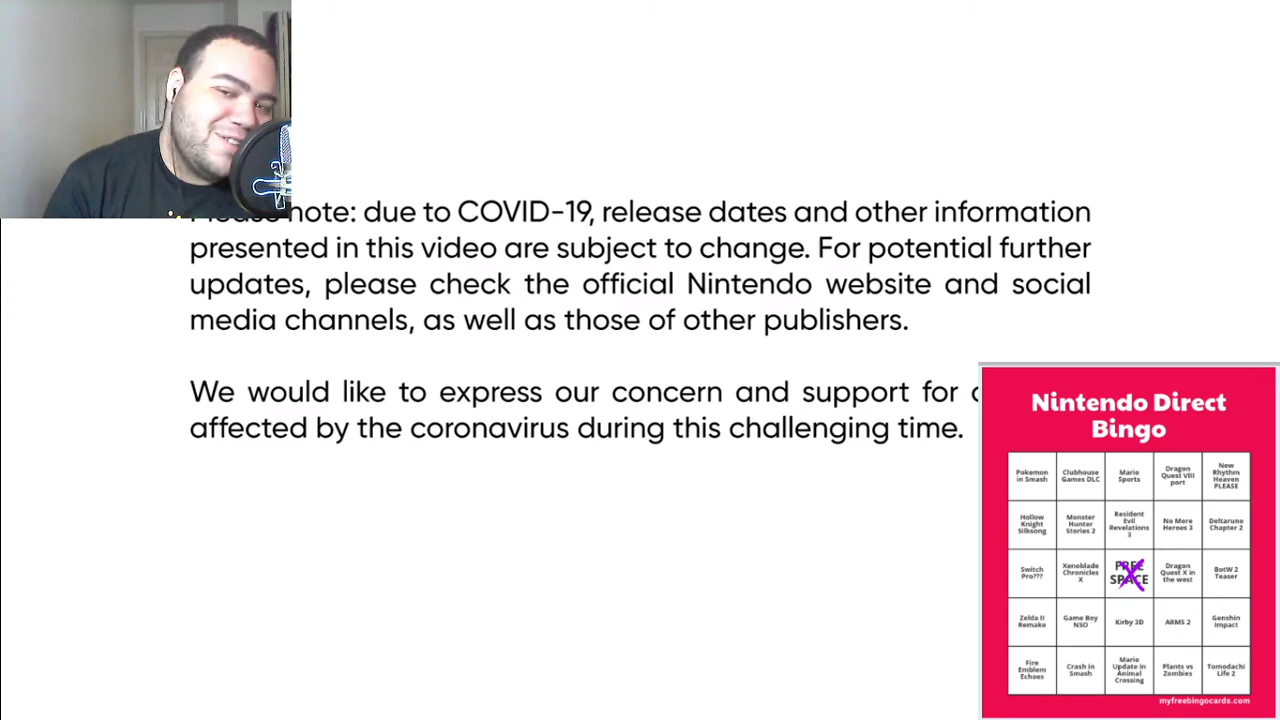 note: due to COVID-19, release dates and other information
presented in this video are subject to change. For potential further
updates, please check the official Nintendo website and social
media channels, as well as those of other publishers.
We would like to express our concern and support for
affected by the coronavirus during this challenging time.
Nintendo Direct
Bingo
Pokemon
in Smash
Clubhouse
Games DLC
Mario
Sports
Dragon
Quest VIII
port
New
Rhythm
Heaven
PLEASE
Hollow
Knight
Silksong
Monster
Hunter
Stories 2
Resident
Evil
Revelations
3
No More
Heroes 3
Deltarune
Chapter 2
Switch
Pro???
Xenoblade
Chronicles
X
FREE
SPACE
Dragon
Quest X in
the west
BotW 2
Teaser
Zelda II
Remake
Game Boy
NSO
Kirby 3D
ARMS 2
Genshin
Impact
Fire
Emblem
Echoes
Crash in
Smash
Mario
Update in
Animal
Crossing
Plants vs
Zombies
Tomodachi
Life 2
myfreebingocards.com